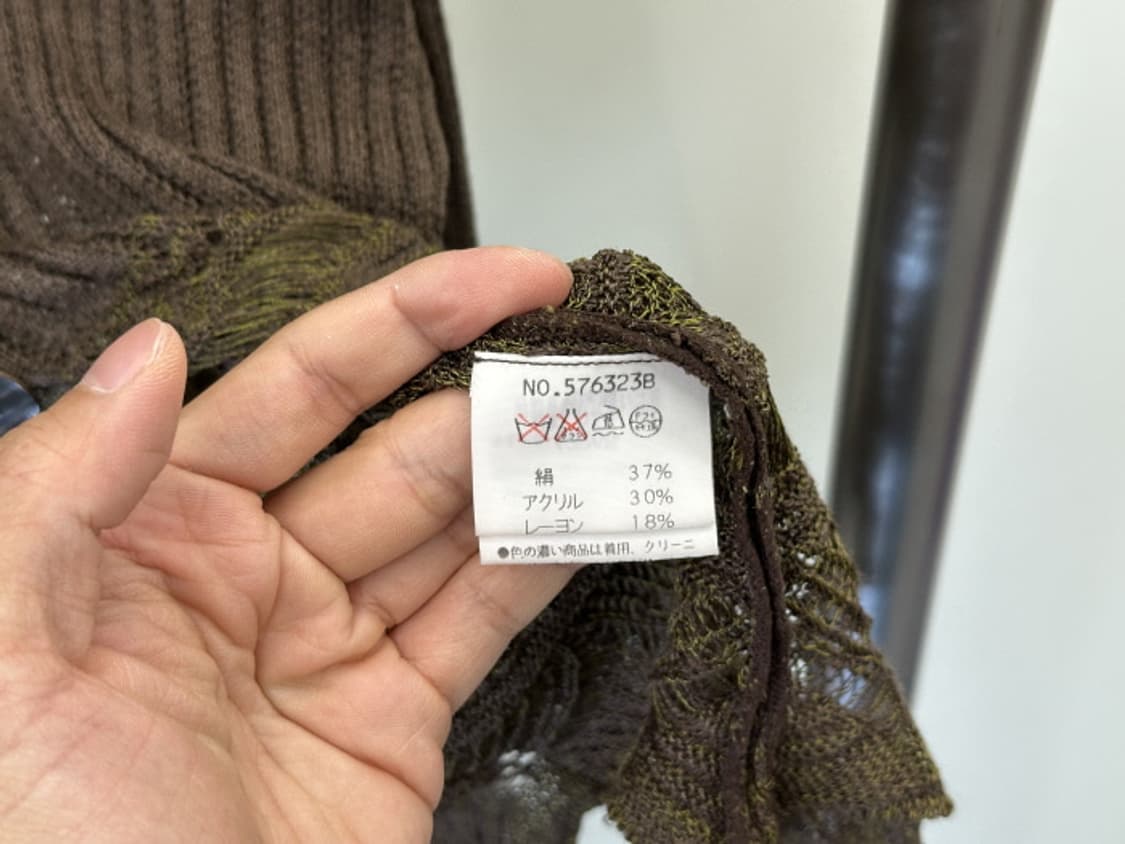 NO.576323B
絹 37%
アクリル 30%
レーヨン 18%
●色の濃い商品は着用、クリーニ